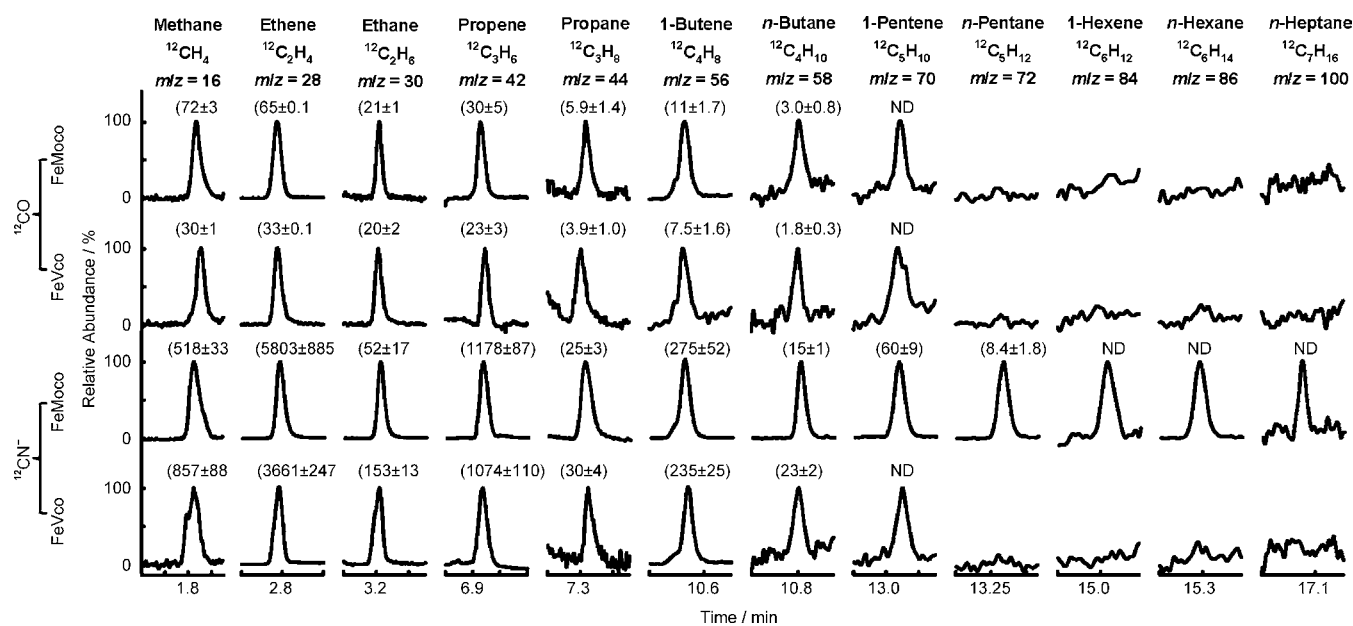 Methane Ethene Ethane Propene Propane 1-Butene n-Butane 1-Pentene n-Pentane 1-Hexene n-Hexane n-Heptane
¹²CH₄ ¹²C₂H₄ ¹²C₂H₆ ¹²C₃H₆ ¹²C₃H₈ ¹²C₄H₈ ¹²C₄H₁₀ ¹²C₅H₁₀ ¹²C₅H₁₂ ¹²C₆H₁₂ ¹²C₆H₁₄ ¹²C₇H₁₆
m/z = 16 m/z = 28 m/z = 30 m/z = 42 m/z = 44 m/z = 56 m/z = 58 m/z = 70 m/z = 72 m/z = 84 m/z = 86 m/z = 100
(72±3 (65±0.1 (21±1 (30±5) (5.9±1.4) (11±1.7) (3.0±0.8) ND
100
0
FeMoco
¹²CO
(30±1 (33±0.1 (20±2 (23±3) (3.9±1.0) (7.5±1.6) (1.8±0.3) ND
100
0
FeVco
Relative Abundance / %
(518±33 (5803±885 (52±17 (1178±87) (25±3) (275±52) (15±1) (60±9) (8.4±1.8) ND ND ND
100
0
FeMoco
¹²CN⁻
(857±88 (3661±247 (153±13 (1074±110) (30±4) (235±25) (23±2) ND
100
0
FeVco
1.8 2.8 3.2 6.9 7.3 10.6 10.8 13.0 13.25 15.0 15.3 17.1
Time / min